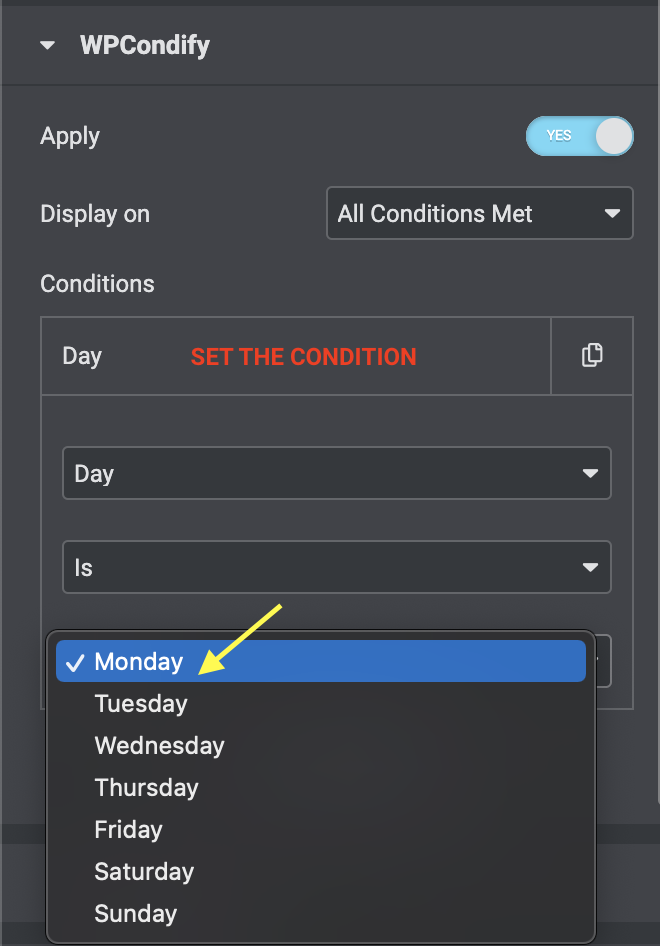 WPCondify
Apply
YES
Display on
All Conditions Met
Conditions
Day SET THE CONDITION
Day
Is
Monday
Tuesday
Wednesday
Thursday
Friday
Saturday
Sunday